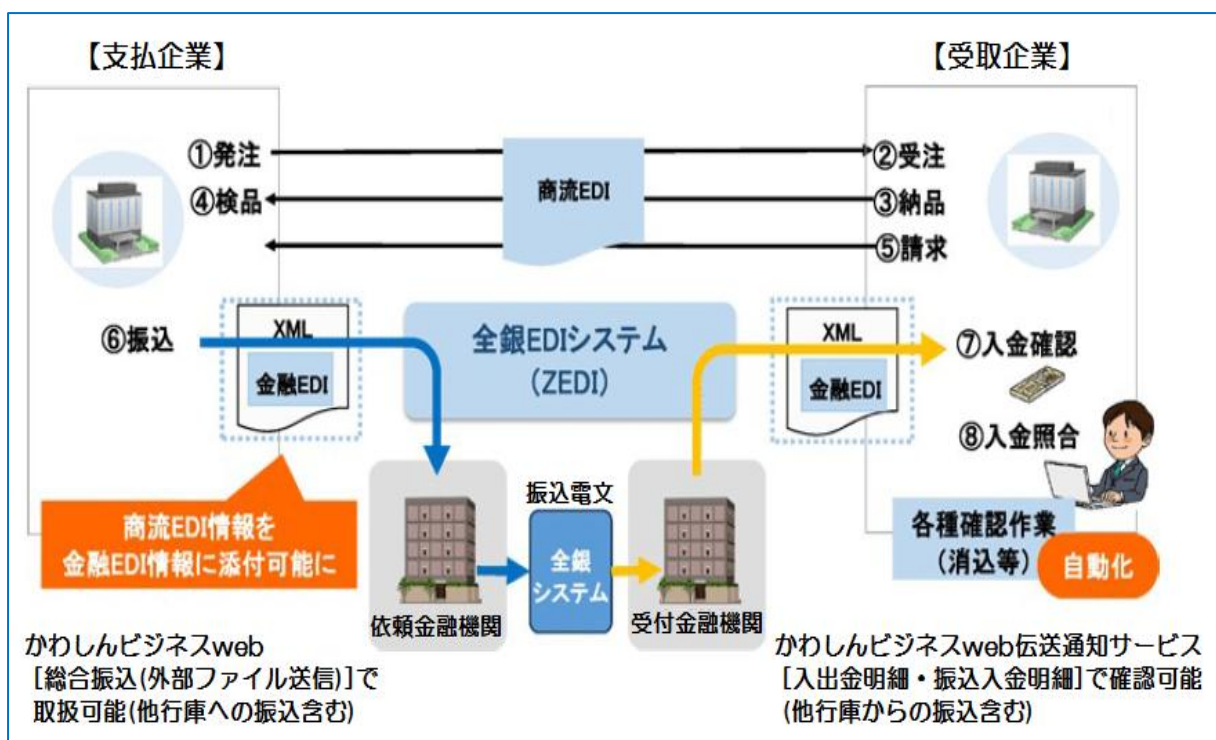 【支払企業】
【受取企業】
①発注
②受注
商流EDI
④検品
③納品
⑤請求
⑥振込
XML
金融EDI
全銀EDIシステム
(ZEDI)
XML
金融EDI
⑦入金確認
⑧入金照合
商流EDI情報を
金融EDI情報に添付可能に
振込電文
全銀
システム
依頼金融機関
受付金融機関
各種確認作業
(消込等)
自動化
かわしんビジネスweb
[総合振込(外部ファイル送信)]で
取扱可能(他行庫への振込含む)
かわしんビジネスweb伝送通知サービス
[入出金明細・振込入金明細]で確認可能
(他行庫からの振込含む)